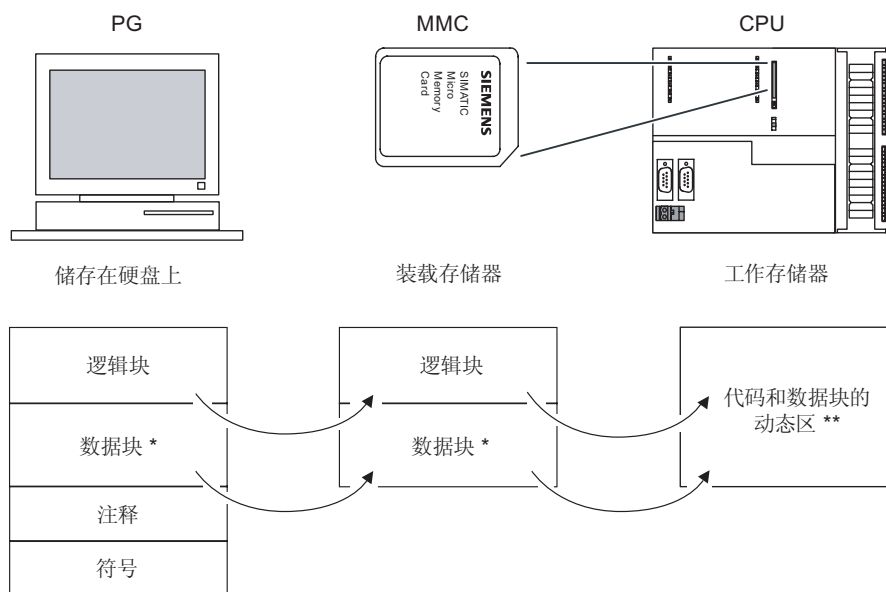 PG
MMC
CPU
SIEMENS
SIMATIC
Micro
Memory
Card
储存在硬盘上
装载存储器
工作存储器
逻辑块
逻辑块
代码和数据块的
动态区 **
数据块 *
数据块 *
注释
符号